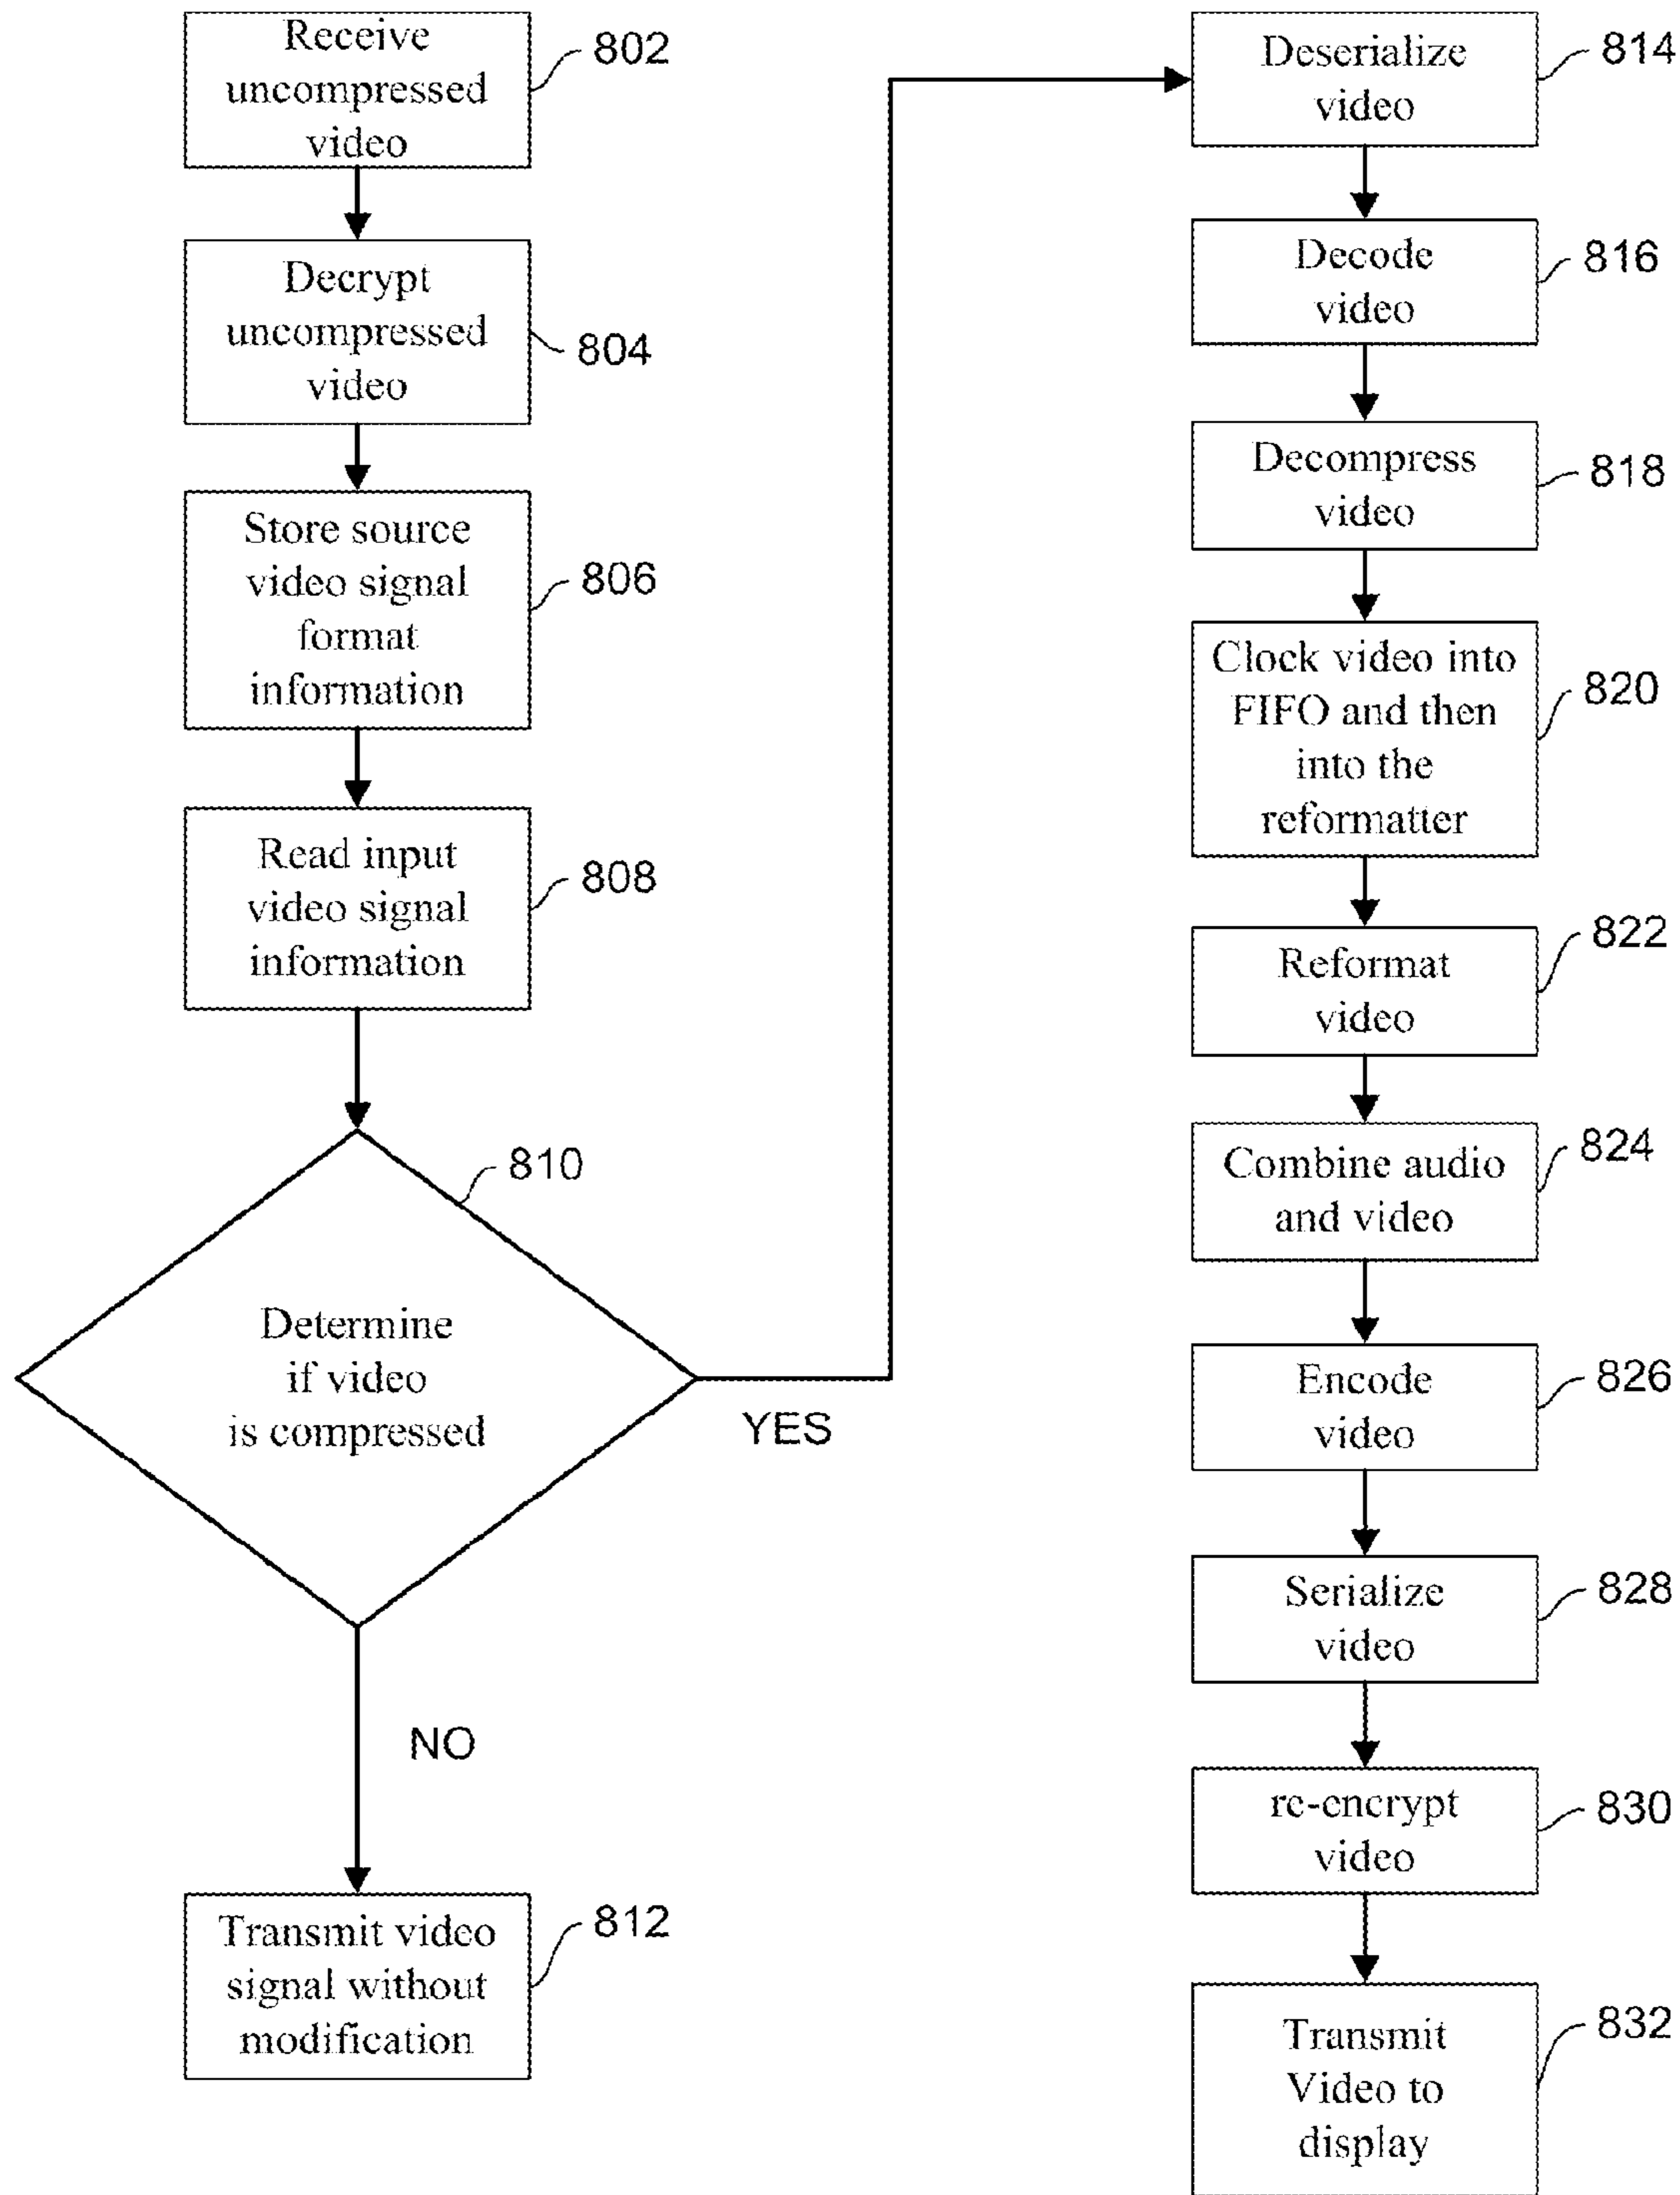 Receive
uncompressed
video
802
Decrypt
uncompressed
video
804
Store source
video signal
format
information
806
Read input
video signal
information
808
810
Determine
if video
is compressed
YES
NO
Transmit video
signal without
modification
812
Deserialize
video
814
Decode
video
816
Decompress
video
818
Clock video into
FIFO and then
into the
reformatter
820
Reformat
video
822
Combine audio
and video
824
Encode
video
826
Serialize
video
828
re-encrypt
video
830
Transmit
Video to
display
832